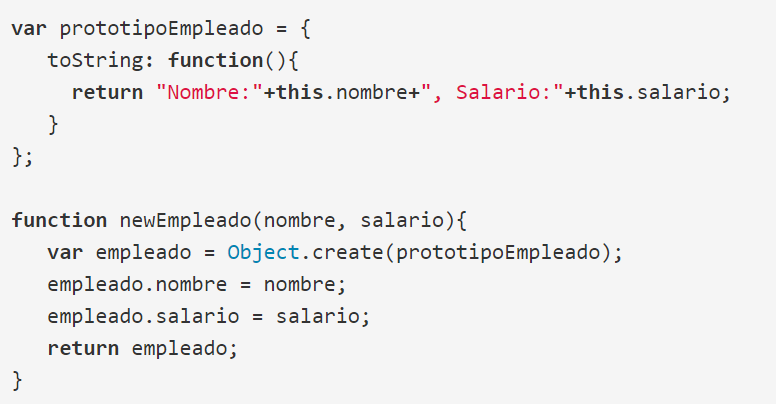 var prototipoEmpleado = {
   toString: function(){
     return "Nombre:"+this.nombre+", Salario:"+this.salario;
   }
};

function newEmpleado(nombre, salario){
   var empleado = Object.create(prototipoEmpleado);
   empleado.nombre = nombre;
   empleado.salario = salario;
   return empleado;
}